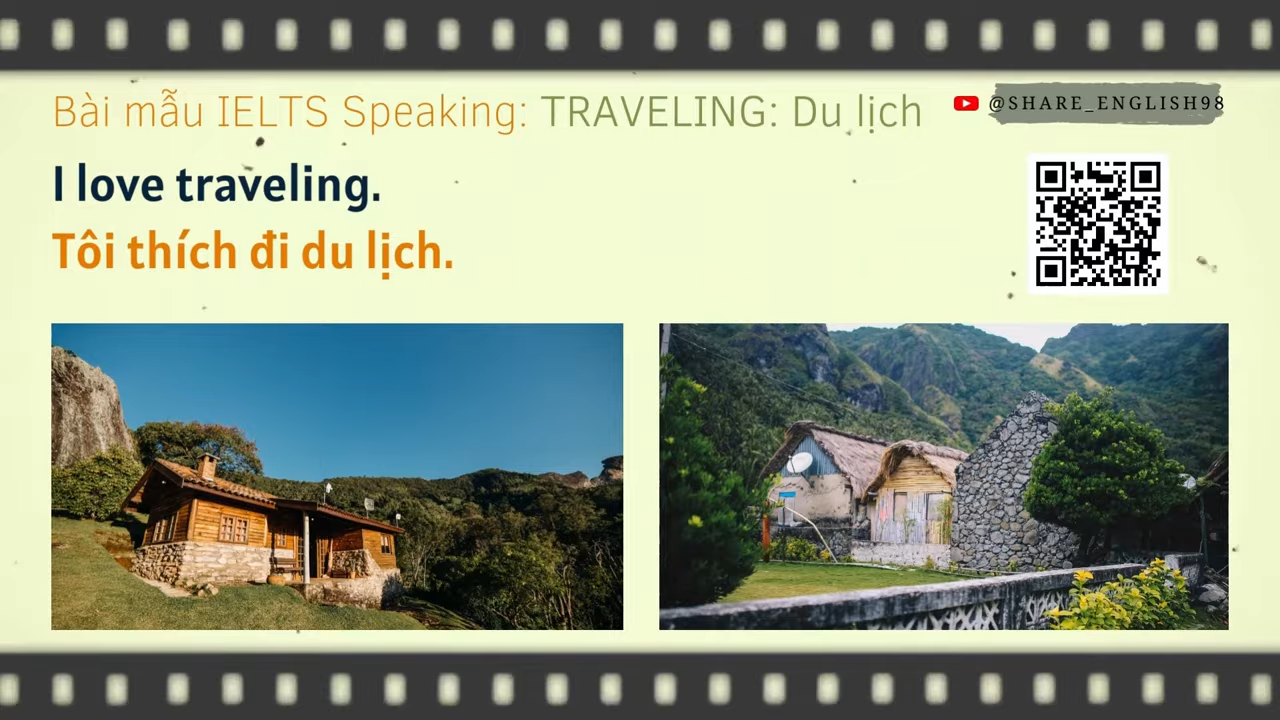 Bài mẫu IELTS Speaking: TRAVELING: Du lịch
@SHARE_ENGLISH98
I love traveling.
Tôi thích đi du lịch.